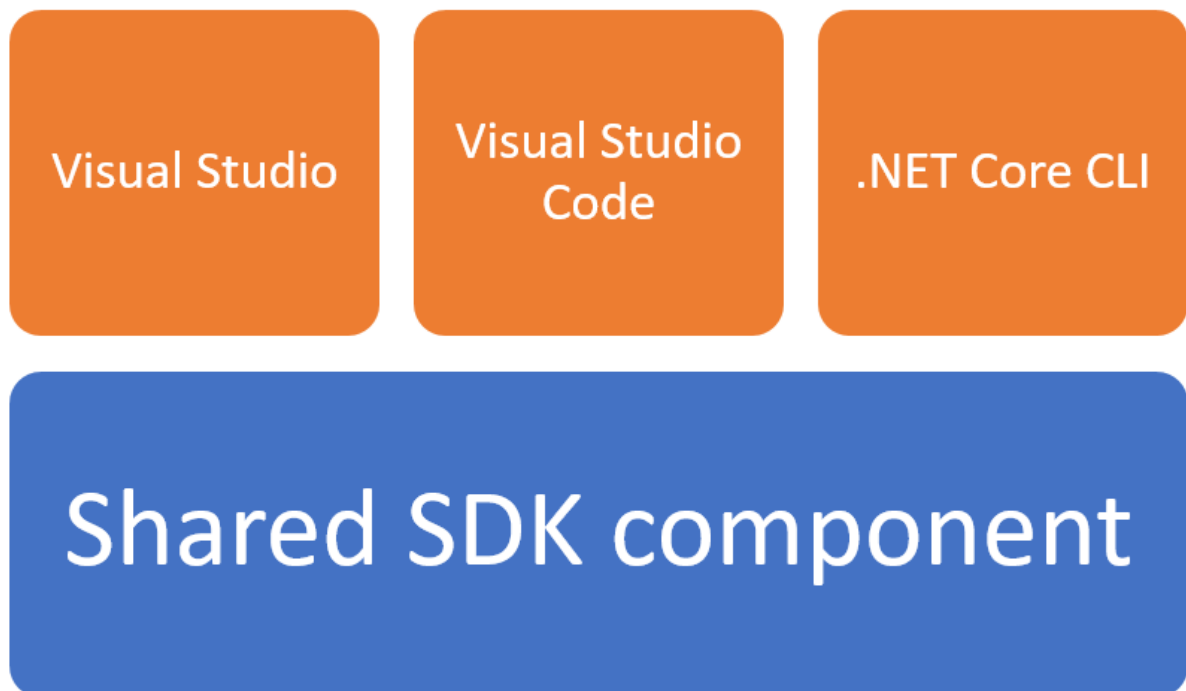 Visual Studio
Visual Studio
Code
.NET Core CLI
Shared SDK component